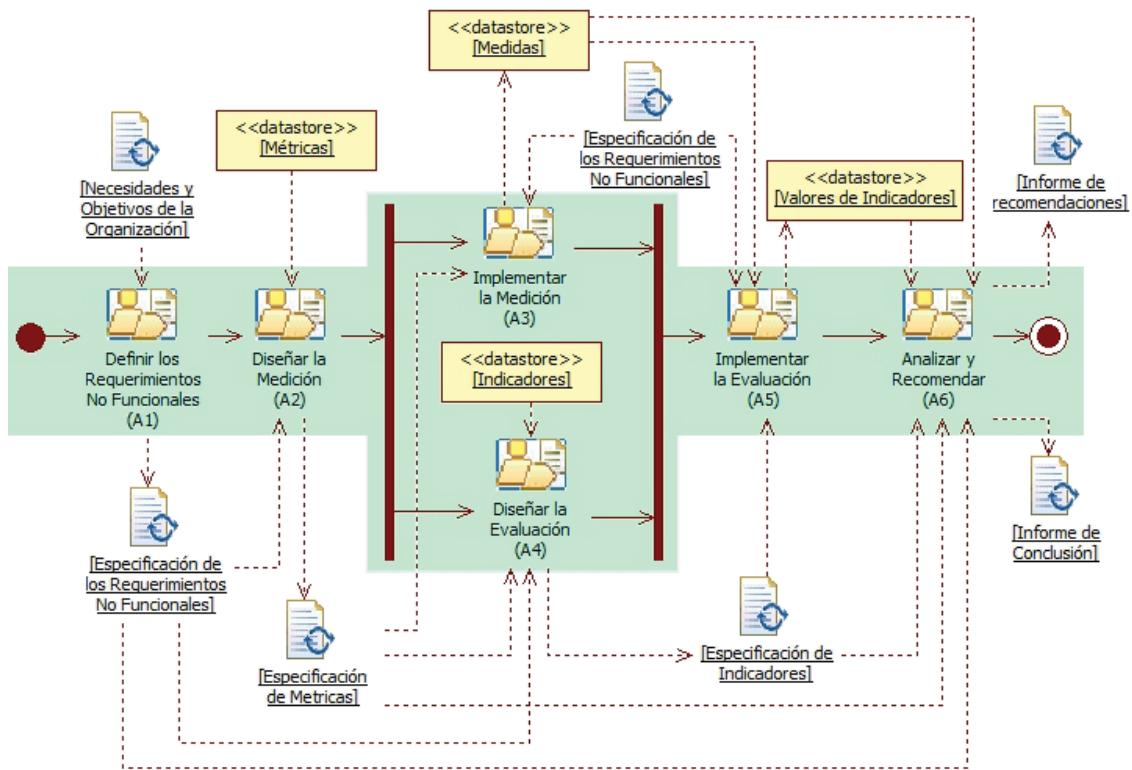 <<datastore>>
[Medidas]
<<datastore>>
[Métricas]
[Necesidades y
Objetivos de la
Organización]
[Especificación de
los Requerimientos
No Funcionales]
<<datastore>>
[Valores de Indicadores]
[Informe de
recomendaciones]
Implementar
la Medición
(A3)
Definir los
Requerimientos
No Funcionales
(A1)
Diseñar la
Medición
(A2)
<<datastore>>
[Indicadores]
Implementar
la Evaluación
(A5)
Analizar y
Recomendar
(A6)
Diseñar la
Evaluación
(A4)
[Informe de
Conclusión]
[Especificación de
los Requerimientos
No Funcionales]
[Especificación
de Metricas]
[Especificación de
Indicadores]